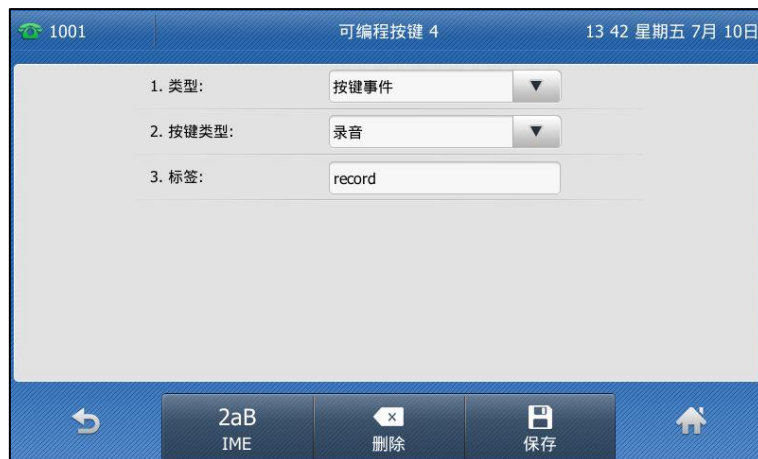 1001 可编程按键 4 13 42 星期五 7月 10日
1. 类型: 按键事件
2. 按键类型: 录音
3. 标签: record
2aB
IME 删除 保存